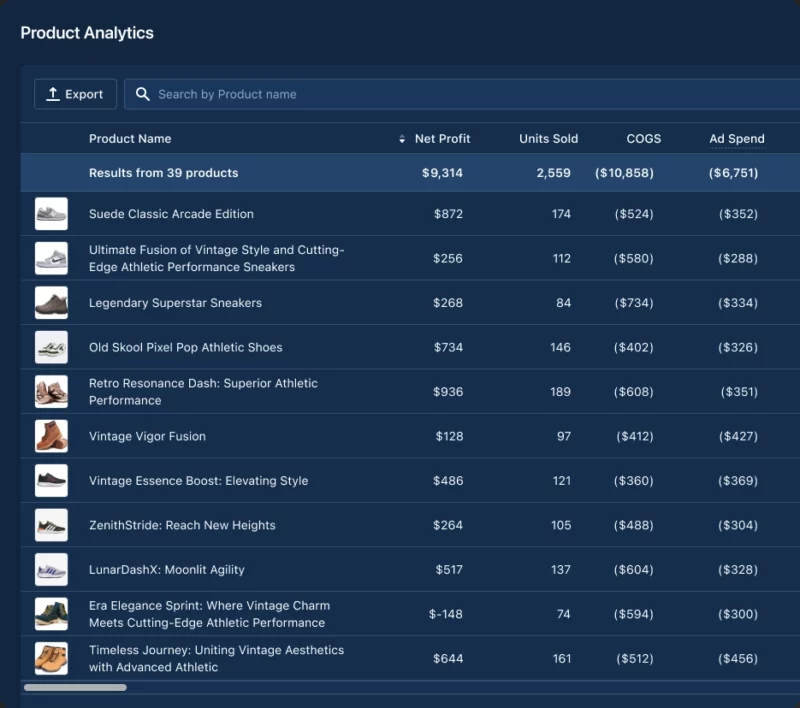 Product Analytics
Export
Search by Product name
Product Name Net Profit Units Sold COGS Ad Spend
Results from 39 products $9,314 2,559 ($10,858) ($6,751)
Suede Classic Arcade Edition $872 174 ($524) ($352)
Ultimate Fusion of Vintage Style and Cutting-
Edge Athletic Performance Sneakers $256 112 ($580) ($288)
Legendary Superstar Sneakers $268 84 ($734) ($334)
Old Skool Pixel Pop Athletic Shoes $734 146 ($402) ($326)
Retro Resonance Dash: Superior Athletic
Performance $936 189 ($608) ($351)
Vintage Vigor Fusion $128 97 ($412) ($427)
Vintage Essence Boost: Elevating Style $486 121 ($360) ($369)
ZenithStride: Reach New Heights $264 105 ($488) ($304)
LunarDashX: Moonlit Agility $517 137 ($604) ($328)
Era Elegance Sprint: Where Vintage Charm
Meets Cutting-Edge Athletic Performance $-148 74 ($594) ($300)
Timeless Journey: Uniting Vintage Aesthetics
with Advanced Athletic $644 161 ($512) ($456)